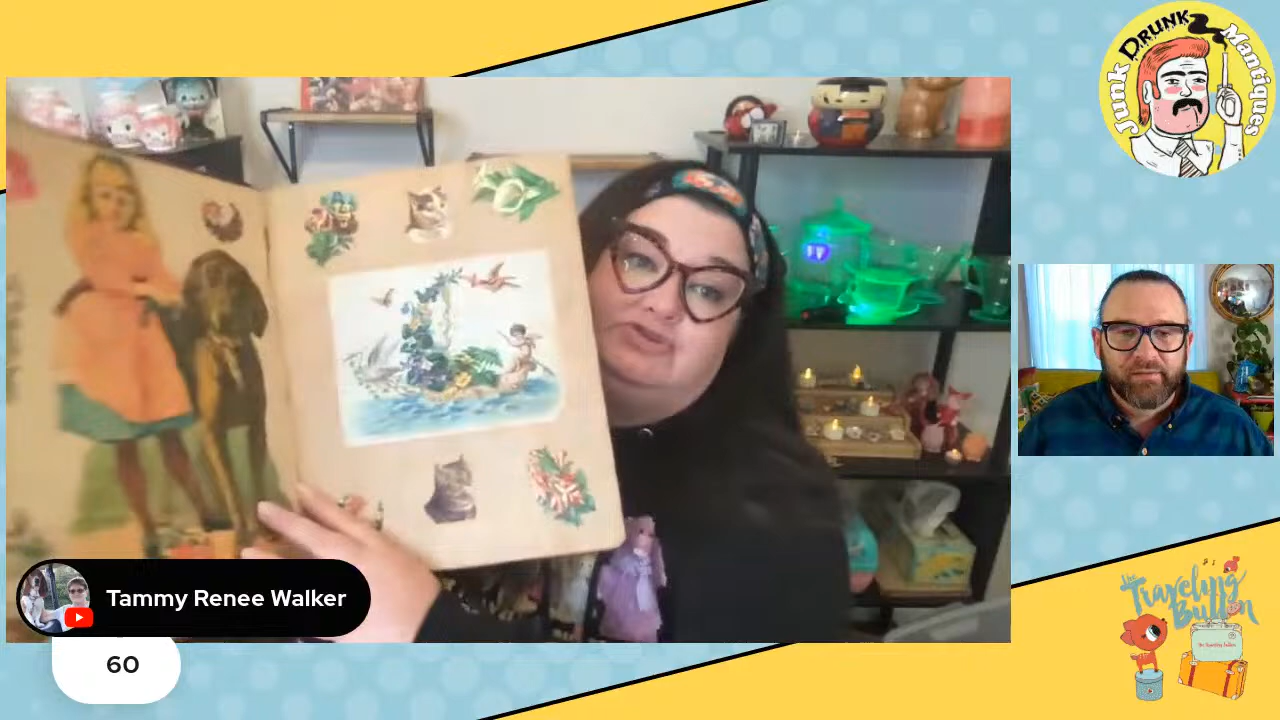 Junk
DRUNK
Mantiques
Tammy Renee Walker
60
the
Traveling
Button